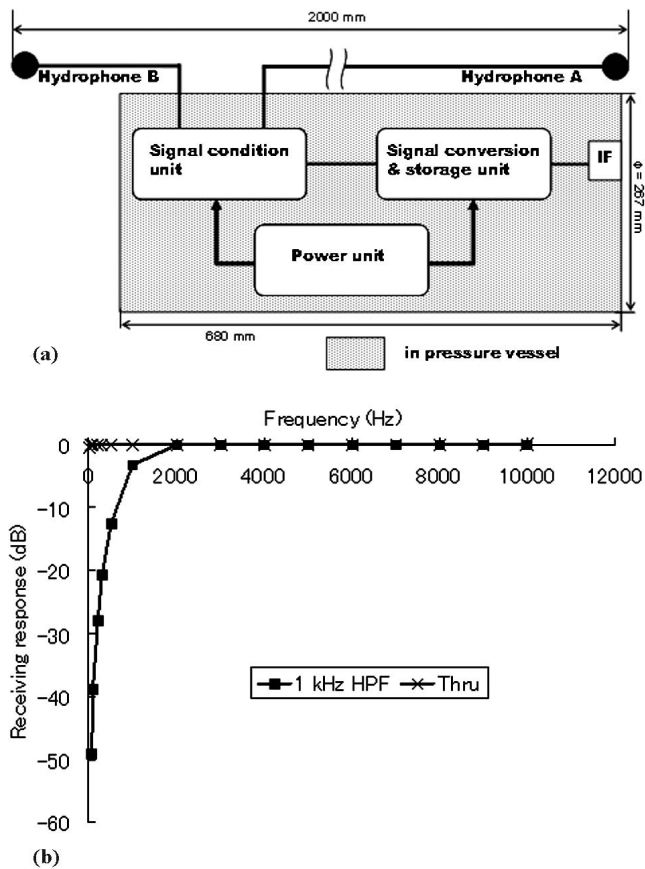 2000 mm
Hydrophone B
Hydrophone A
Signal condition
unit
Signal conversion
& storage unit
IF
Φ = 267 mm
Power unit
680 mm
(a)
in pressure vessel
Frequency (Hz)
0
0
2000
4000
6000
8000
10000
12000
-10
-20
-30
-40
-50
-60
Receiving response (dB)
1 kHz HPF
Thru
(b)